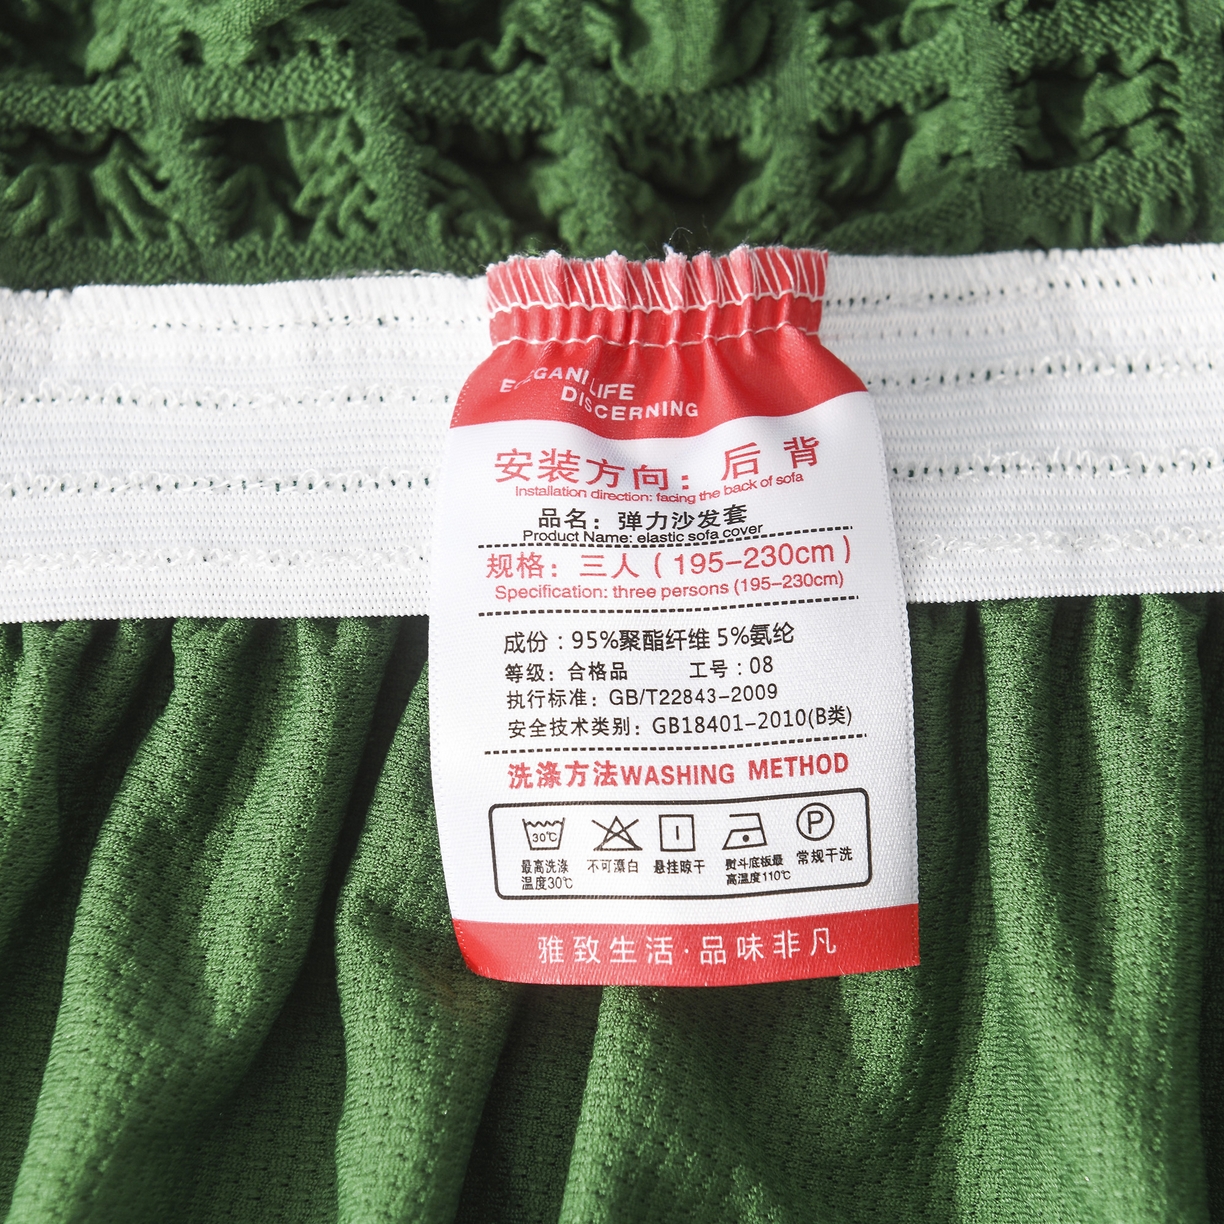 ELEGANI LIFE
DISCERNING
安装方向：后背
Installation direction: facing the back of sofa
品名：弹力沙发套
Product Name: elastic sofa cover
规格：三人（195-230cm）
Specification: three persons (195-230cm)
成份：95%聚酯纤维 5%氨纶
等级：合格品 工号：08
执行标准：GB/T22843-2009
安全技术类别：GB18401-2010(B类)
洗涤方法WASHING METHOD
30℃ P
最高洗涤温度30℃
不可漂白
悬挂晾干
熨斗底板最高温度110℃
常规干洗
雅致生活·品味非凡